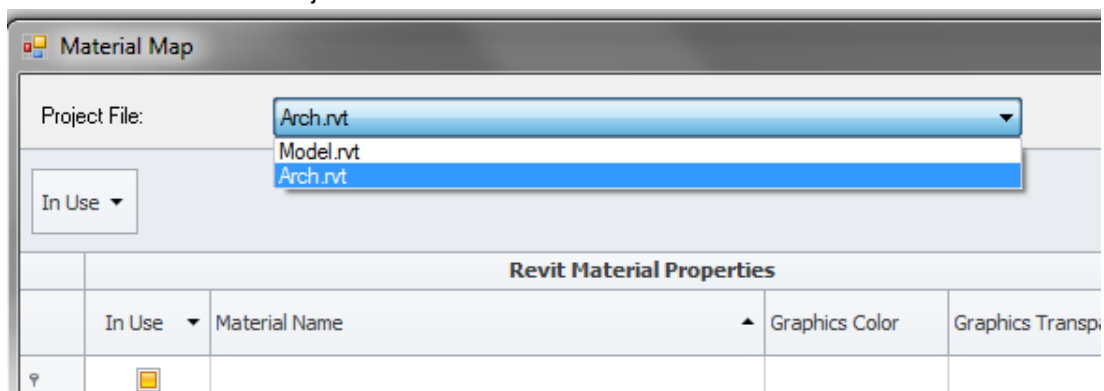 Material Map
Project File:
Arch.rvt
Model.rvt
Arch.rvt
In Use
Revit Material Properties
In Use Material Name Graphics Color Graphics Transpa